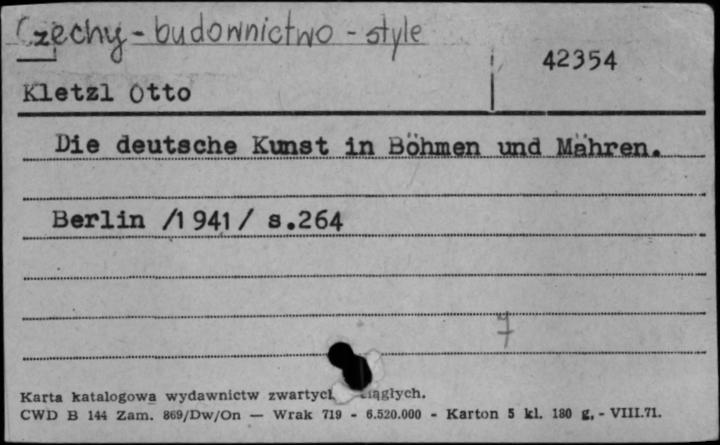 Czechy - budownictwo - style
42354
Kletzl Otto
Die deutsche Kunst in Böhmen und Mähren.
Berlin /1941/ s.264
7
Karta katalogowa wydawnictw zwartych ciągłych.
CWD B 144 Zam. 869/Dw/On — Wrak 719 - 6.520.000 - Karton 5 kl. 180 g. - VIII.71.